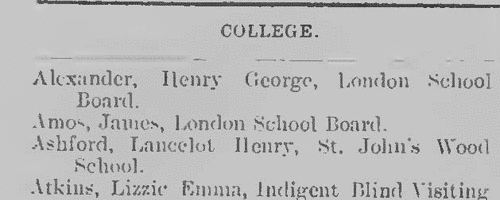 COLLEGE.
Alexander, Henry George, London School
Board.
Amos, James, London School Board.
Ashford, Lancelot Henry, St. John's Wood
School.
Atkins, Lizzie Emma, Indigent Blind Visiting